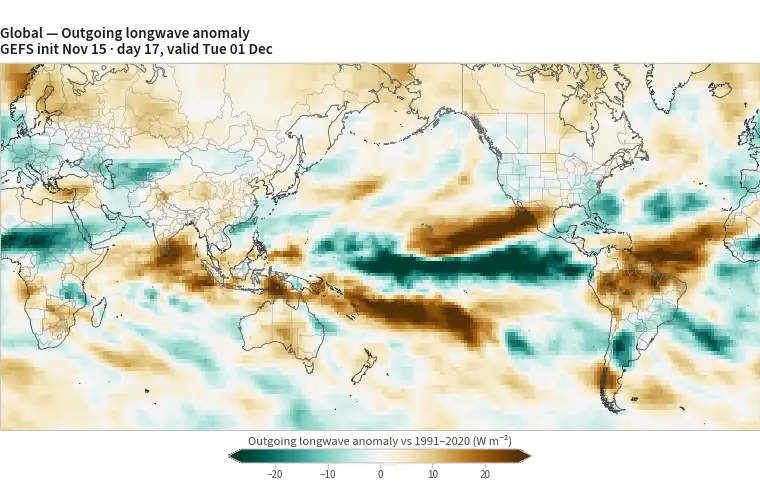 Global — Outgoing longwave anomaly
GEFS init Nov 15 · day 17, valid Tue 01 Dec
Outgoing longwave anomaly vs 1991–2020 (W m⁻²)
−20 −10 0 10 20